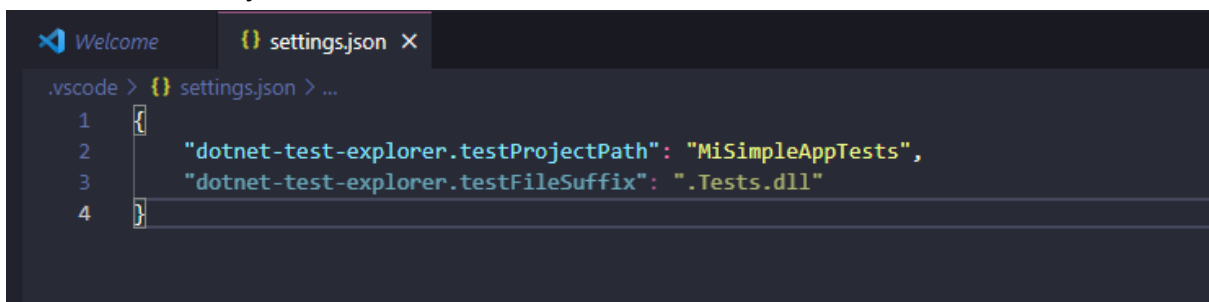 Welcome
{} settings.json ×
.vscode > {} settings.json > ...
1 {
2 "dotnet-test-explorer.testProjectPath": "MiSimpleAppTests",
3 "dotnet-test-explorer.testFileSuffix": ".Tests.dll"
4 }